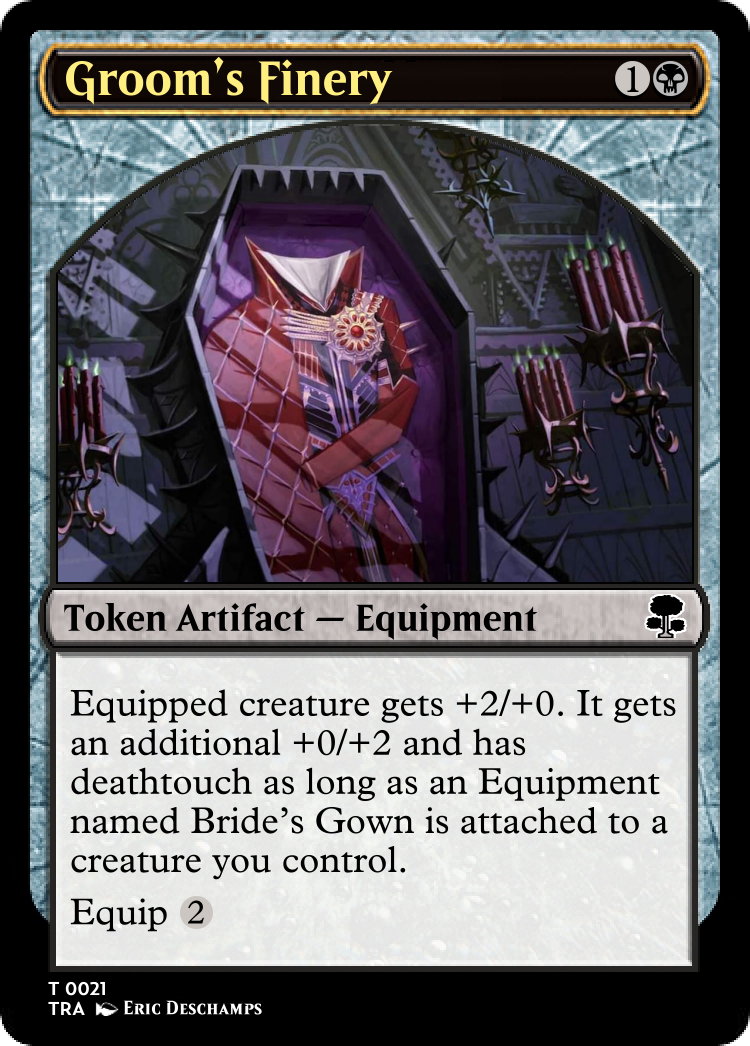 Groom's Finery 1
Token Artifact — Equipment
Equipped creature gets +2/+0. It gets
an additional +0/+2 and has
deathtouch as long as an Equipment
named Bride's Gown is attached to a
creature you control.
Equip 2
T 0021
TRA Eric Deschamps